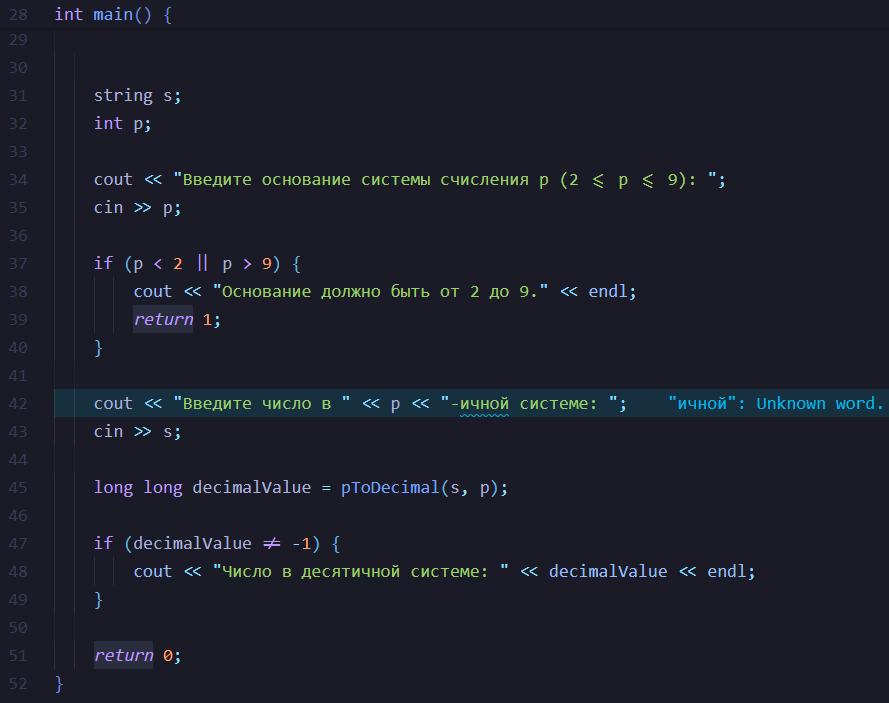 28 int main() {
29
30
31 string s;
32 int p;
33
34 cout << "Введите основание системы счисления p (2 <= p <= 9): ";
35 cin >> p;
36
37 if (p < 2 || p > 9) {
38 cout << "Основание должно быть от 2 до 9." << endl;
39 return 1;
40 }
41
42 cout << "Введите число в " << p << "-ичной системе: "; "ичной": Unknown word.
43 cin >> s;
44
45 long long decimalValue = pToDecimal(s, p);
46
47 if (decimalValue != -1) {
48 cout << "Число в десятичной системе: " << decimalValue << endl;
49 }
50
51 return 0;
52 }